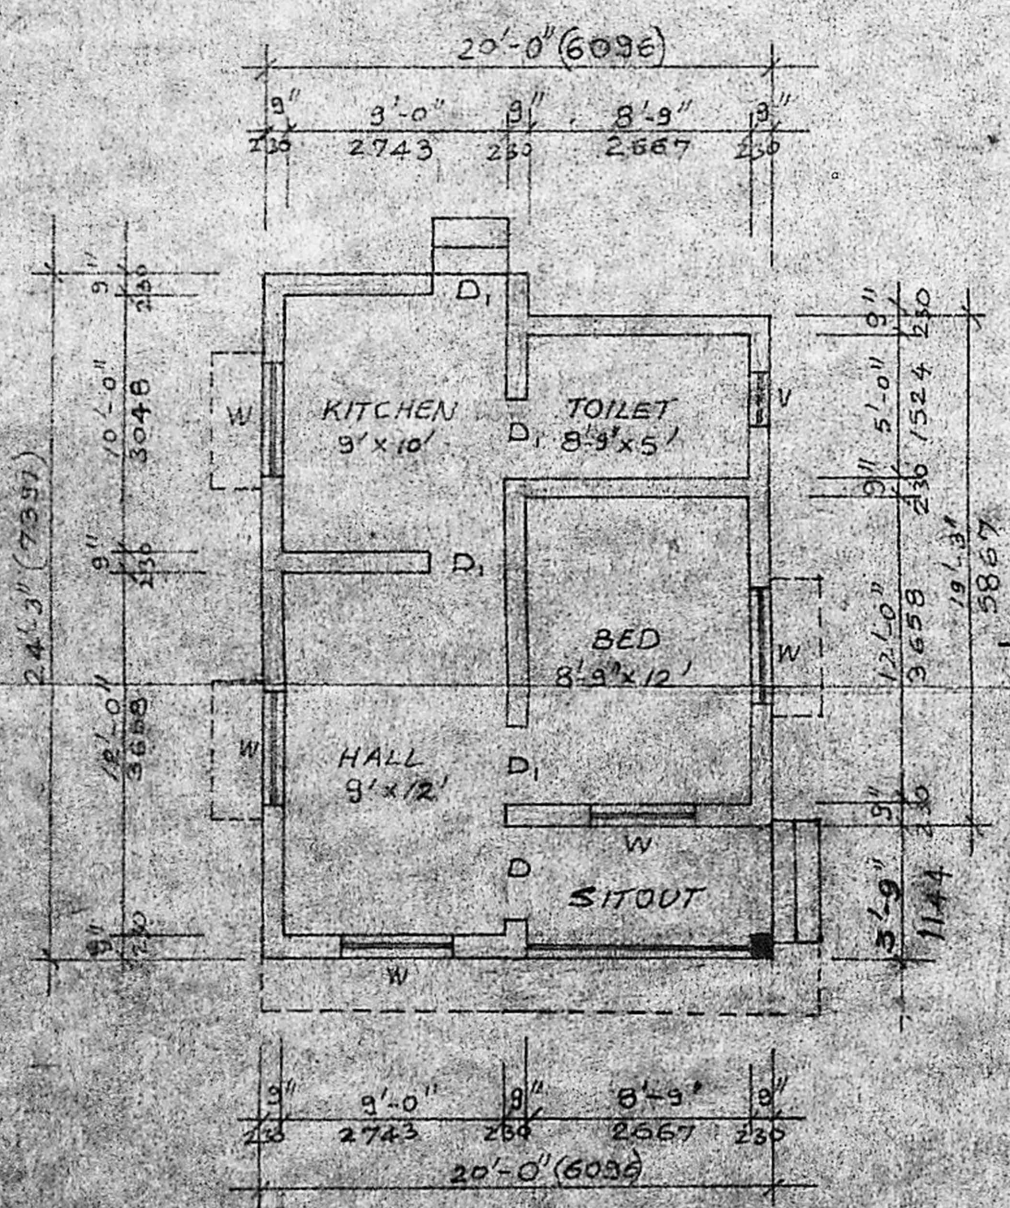 20'-0"(6096)
9" 9'-0" 9" 8'-9" 9"
230 2743 230 2667 230
D1
KITCHEN
9'x10'
TOILET
8'-9"x5'
D1
W
V
D1
BED
8'-9"x12'
W
HALL
9'x12'
W
D1
W
D
SITOUT
W
24'-3" (7397)
9" 230
10'-0" 3048
9" 230
12'-0" 3658
9" 230
9" 230
5'-0" 1524
9" 230
12'-0" 3658
9" 230
3'-9" 1144
19'-3" 5867
9" 9'-0" 9" 8'-9" 9"
230 2743 230 2667 230
20'-0"(6096)